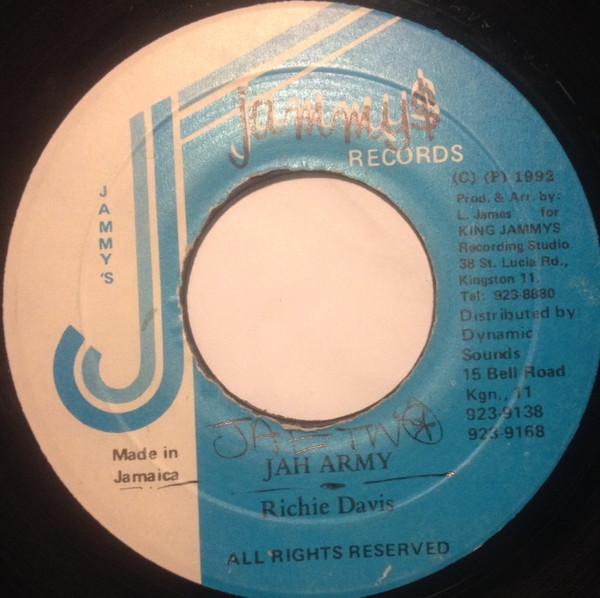 jammy$
RECORDS
JAMMY'S
(C) (P) 1992
Prod. & Arr. by:
L. James for
KING JAMMYS
Recording Studio
38 St. Lucia Rd.,
Kingston 11.
Tel: 923-8880
Distributed by
Dynamic
Sounds
15 Bell Road
Kgn., 11
923-9138
923-9168
Made in
Jamaica
JAH ARMY
Richie Davis
ALL RIGHTS RESERVED